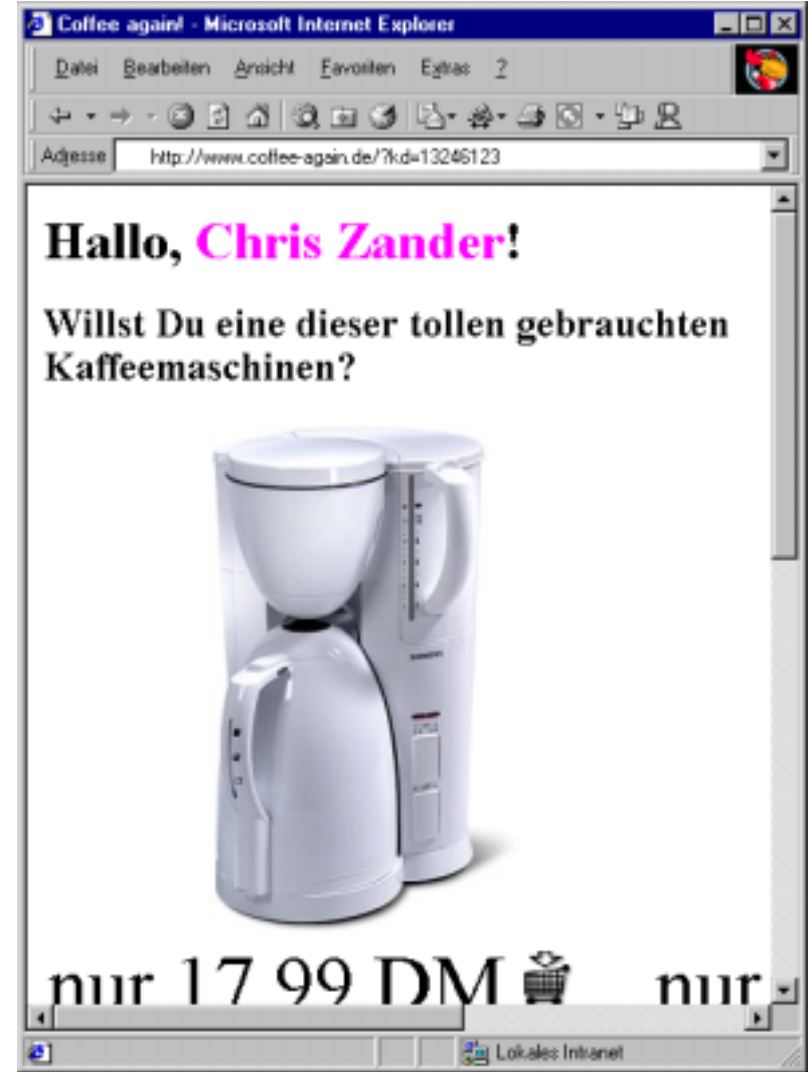 Coffee again! - Microsoft Internet Explorer
Datei Bearbeiten Ansicht Favoriten Extras ?
Adresse http://www.coffee-again.de/?kd=13246123
Hallo, Chris Zander!
Willst Du eine dieser tollen gebrauchten
Kaffeemaschinen?
nur 17 99 DM nur
Lokales Intranet